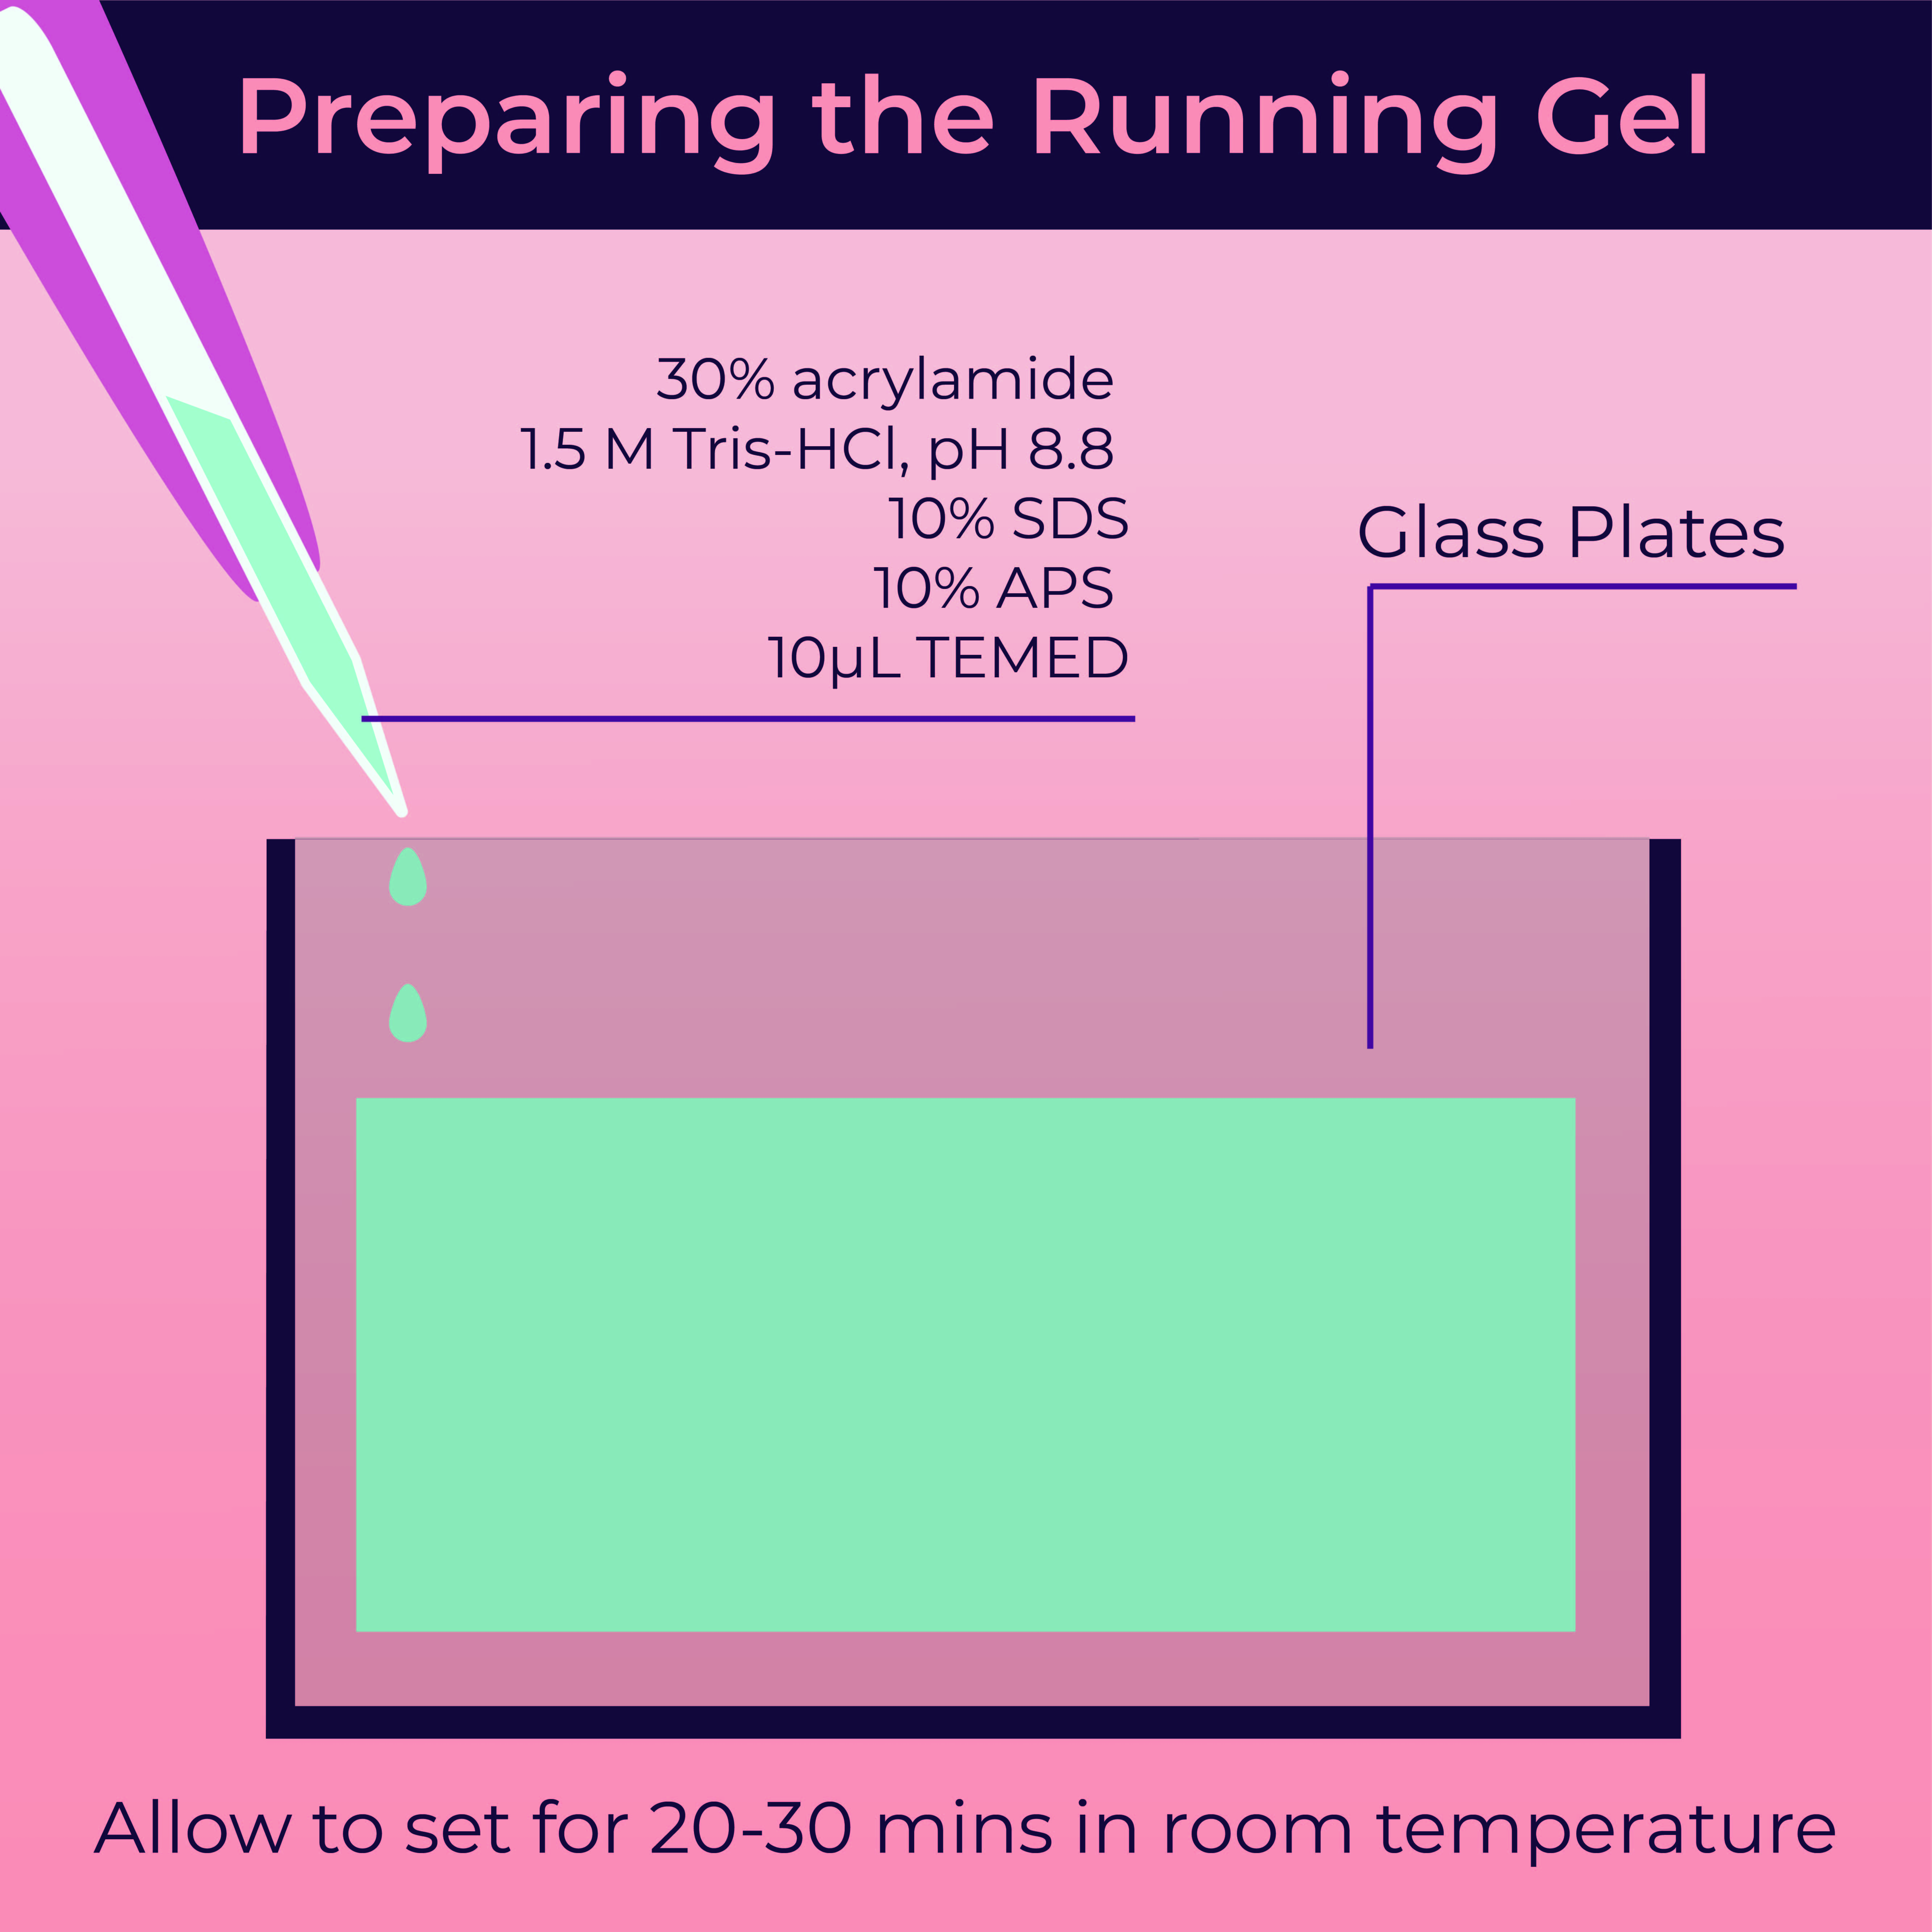 Preparing the Running Gel
30% acrylamide
1.5 M Tris-HCl, pH 8.8
10% SDS
10% APS
10µL TEMED
Glass Plates
Allow to set for 20-30 mins in room temperature